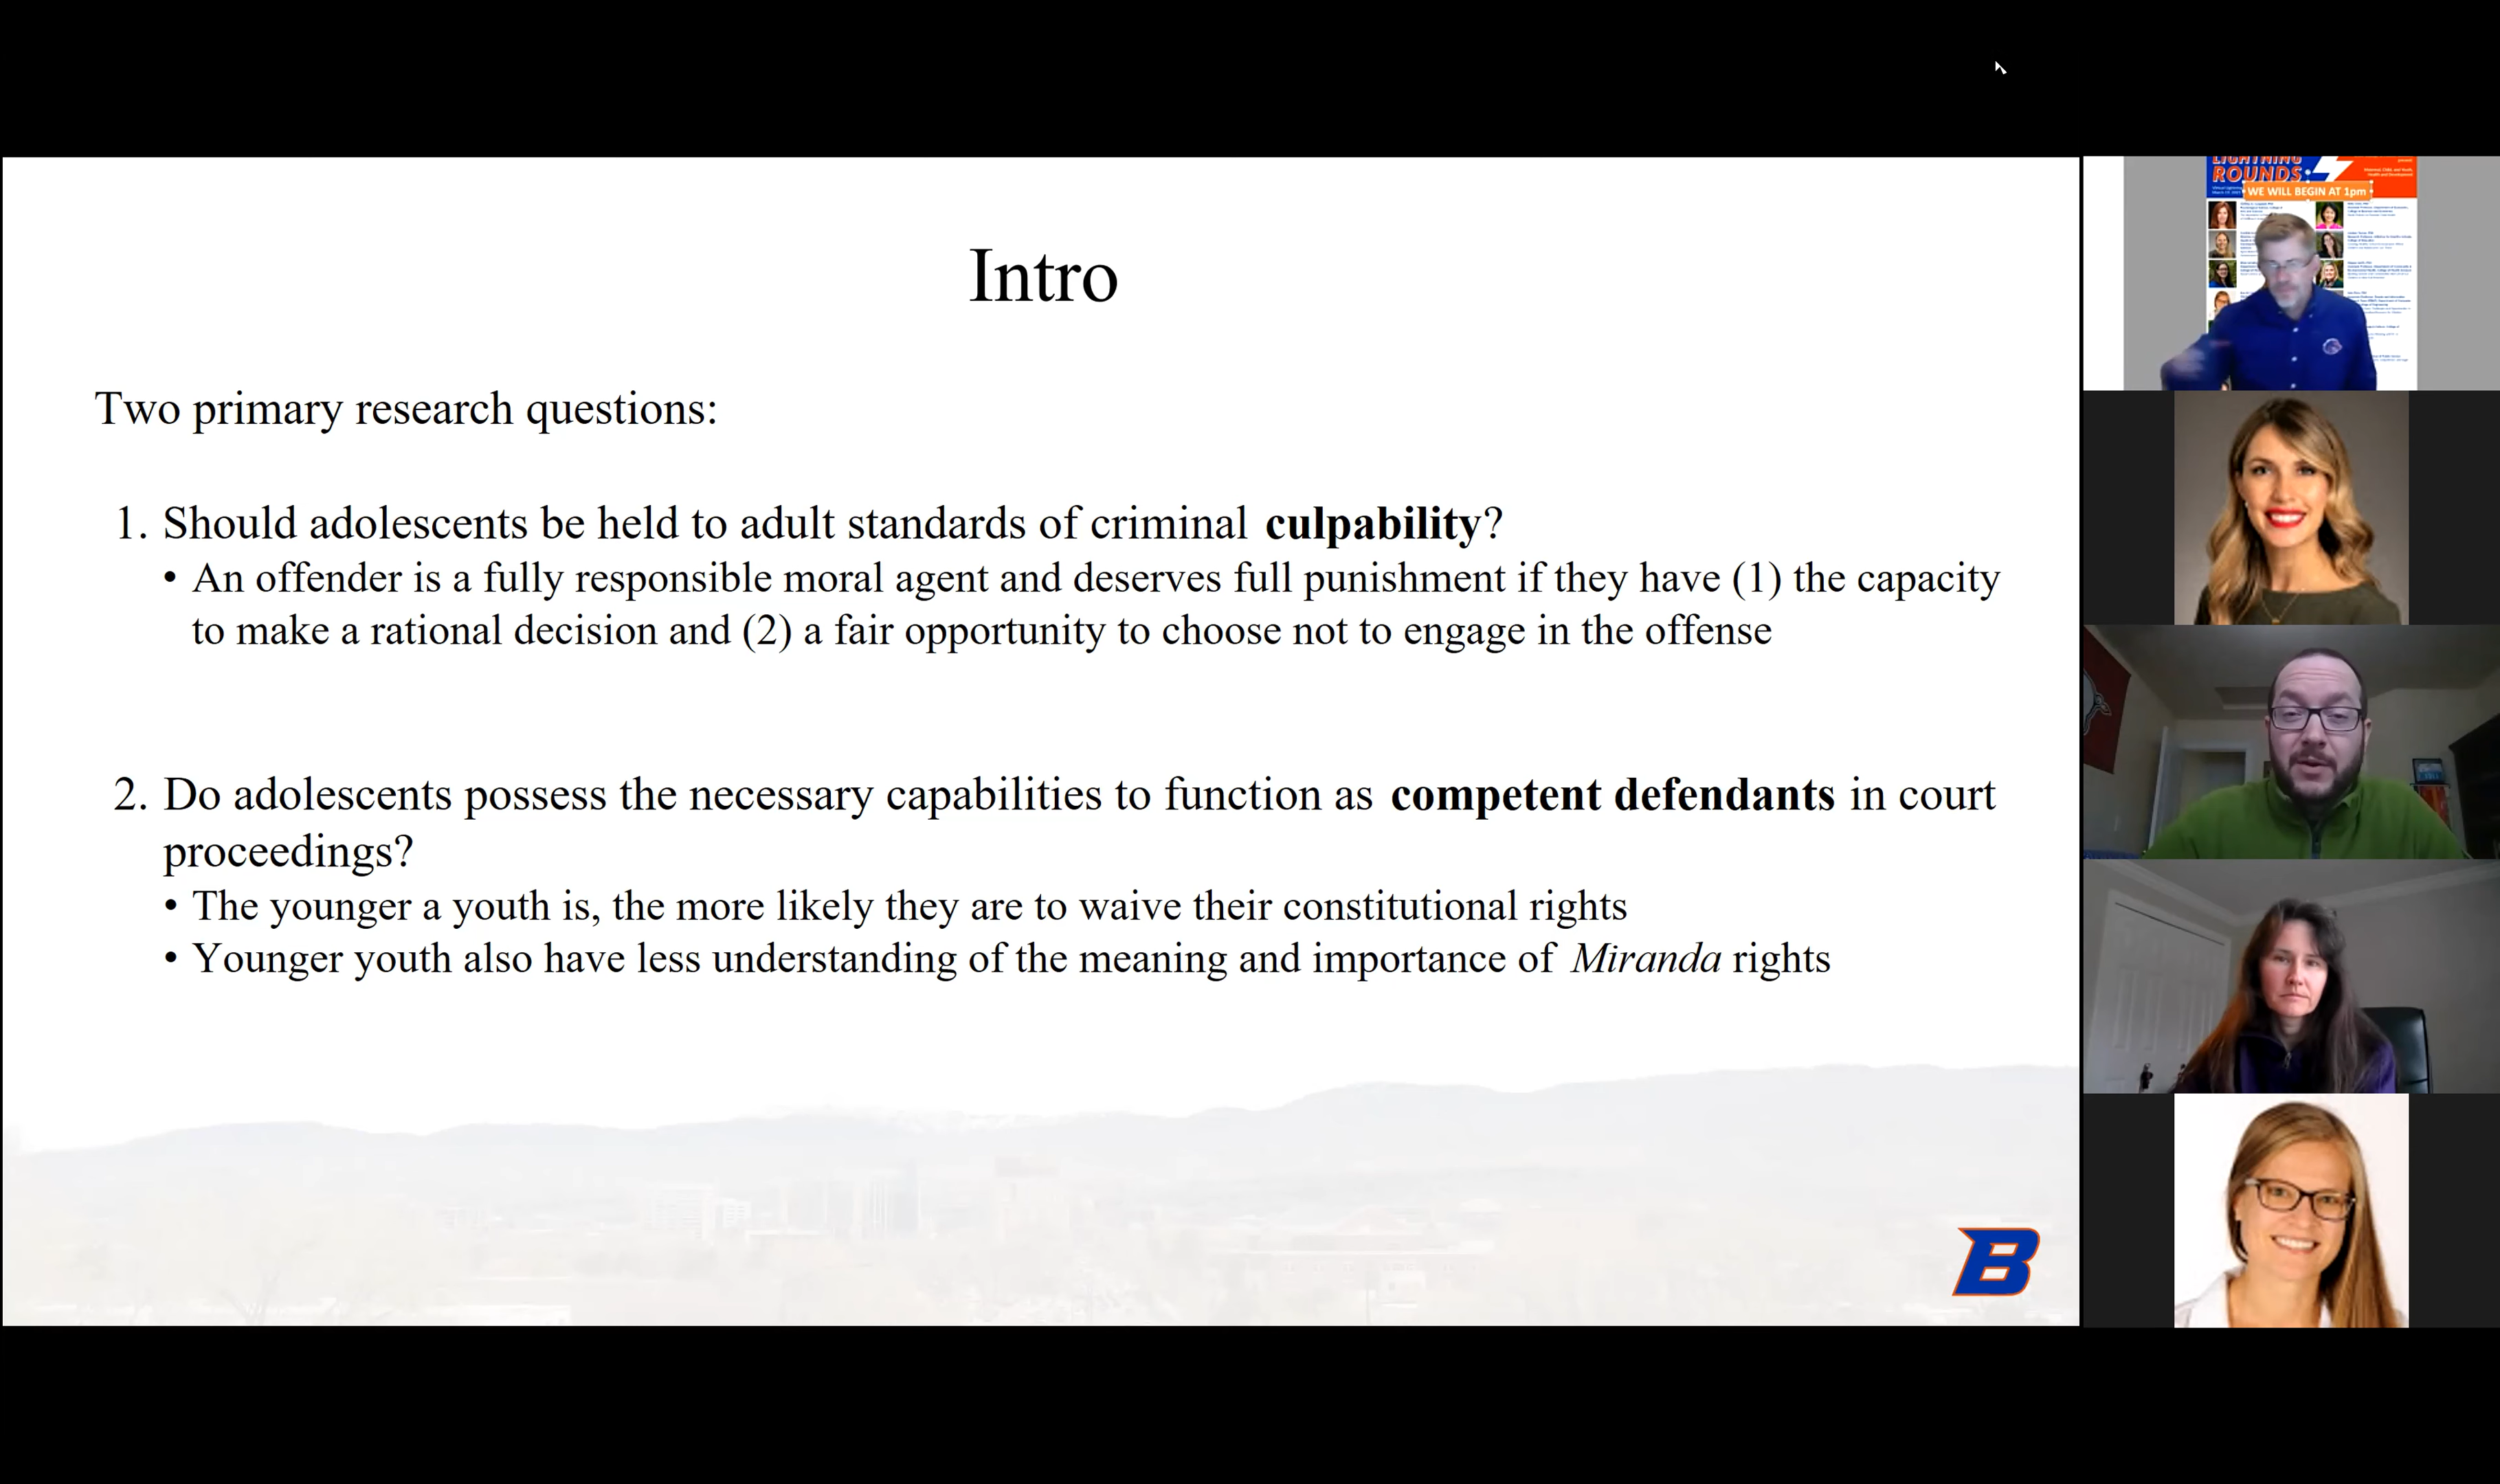 Intro
Two primary research questions:
1. Should adolescents be held to adult standards of criminal culpability?
• An offender is a fully responsible moral agent and deserves full punishment if they have (1) the capacity
to make a rational decision and (2) a fair opportunity to choose not to engage in the offense
2. Do adolescents possess the necessary capabilities to function as competent defendants in court
proceedings?
• The younger a youth is, the more likely they are to waive their constitutional rights
• Younger youth also have less understanding of the meaning and importance of Miranda rights
B
LIGHTNING
ROUNDS:
WE WILL BEGIN AT 1pm